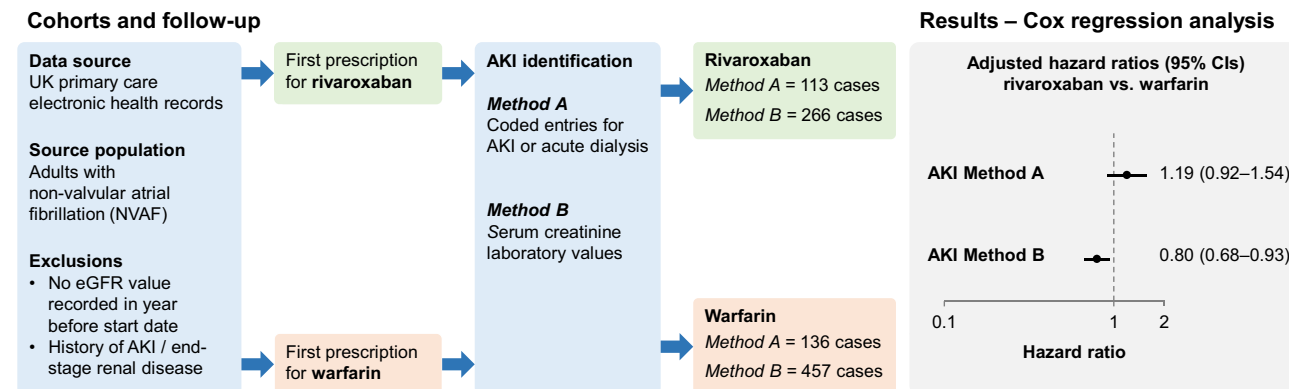 Cohorts and follow-up
Data source
UK primary care
electronic health records
Source population
Adults with
non-valvular atrial
fibrillation (NVAF)
Exclusions
• No eGFR value
recorded in year
before start date
• History of AKI / end-
stage renal disease
First prescription
for rivaroxaban
First prescription
for warfarin
AKI identification
Method A
Coded entries for
AKI or acute dialysis
Method B
Serum creatinine
laboratory values
Rivaroxaban
Method A = 113 cases
Method B = 266 cases
Warfarin
Method A = 136 cases
Method B = 457 cases
Results – Cox regression analysis
Adjusted hazard ratios (95% CIs)
rivaroxaban vs. warfarin
AKI Method A 1.19 (0.92–1.54)
AKI Method B 0.80 (0.68–0.93)
0.1 1 2
Hazard ratio